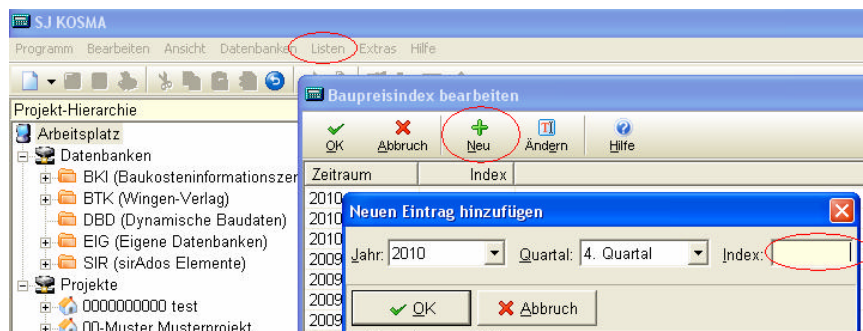 SJ KOSMA
Programm Bearbeiten Ansicht Datenbanken Listen Extras Hilfe
Baupreisindex bearbeiten
Projekt-Hierarchie
Arbeitsplatz
OK Abbruch Neu Ändern Hilfe
Datenbanken
BKI (Baukosteninformationszer
Zeitraum Index
BTK (Wingen-Verlag)
2010
DBD (Dynamische Baudaten)
2010
Neuen Eintrag hinzufügen
EIG (Eigene Datenbanken)
2010
SIR (sirAdos Elemente)
2009
Jahr: 2010 Quartal: 4. Quartal Index:
Projekte
2009
0000000000 test
2009
OK Abbruch
00-Muster Musterprojekt
2009